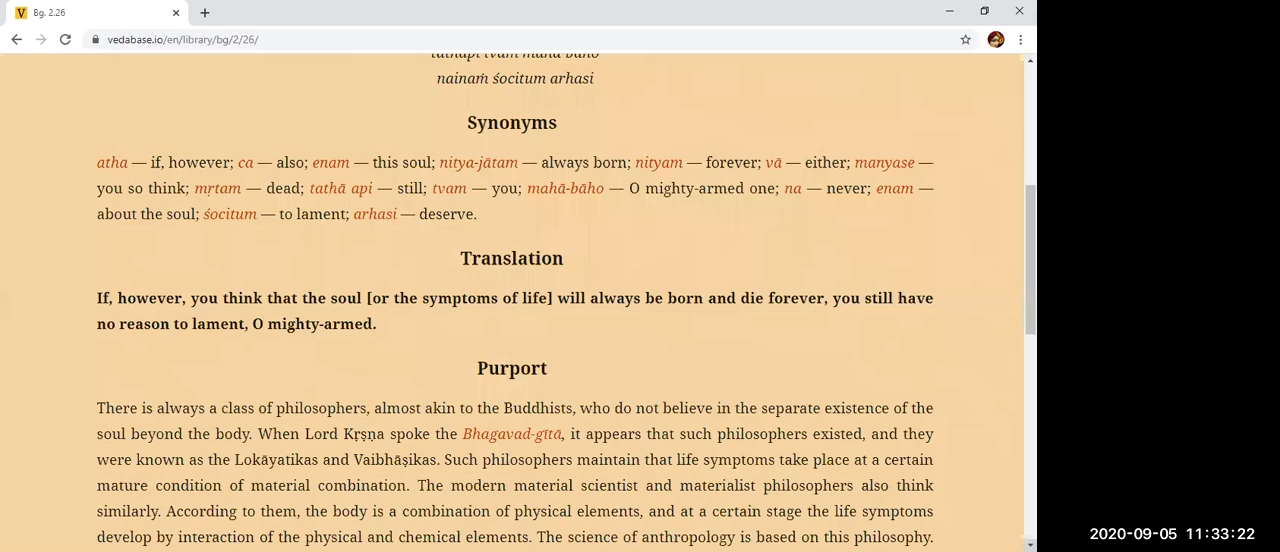 Bg. 2.26
vedabase.io/en/library/bg/2/26/
tathāpi tvaṁ mahā-bāho
nainaṁ śocitum arhasi
Synonyms
atha — if, however; ca — also; enam — this soul; nitya-jātam — always born; nityam — forever; vā — either; manyase —
you so think; mṛtam — dead; tathā api — still; tvam — you; mahā-bāho — O mighty-armed one; na — never; enam —
about the soul; śocitum — to lament; arhasi — deserve.
Translation
If, however, you think that the soul [or the symptoms of life] will always be born and die forever, you still have
no reason to lament, O mighty-armed.
Purport
There is always a class of philosophers, almost akin to the Buddhists, who do not believe in the separate existence of the
soul beyond the body. When Lord Kṛṣṇa spoke the Bhagavad-gītā, it appears that such philosophers existed, and they
were known as the Lokāyatikas and Vaibhāṣikas. Such philosophers maintain that life symptoms take place at a certain
mature condition of material combination. The modern material scientist and materialist philosophers also think
similarly. According to them, the body is a combination of physical elements, and at a certain stage the life symptoms
develop by interaction of the physical and chemical elements. The science of anthropology is based on this philosophy.
2020-09-05 11:33:22